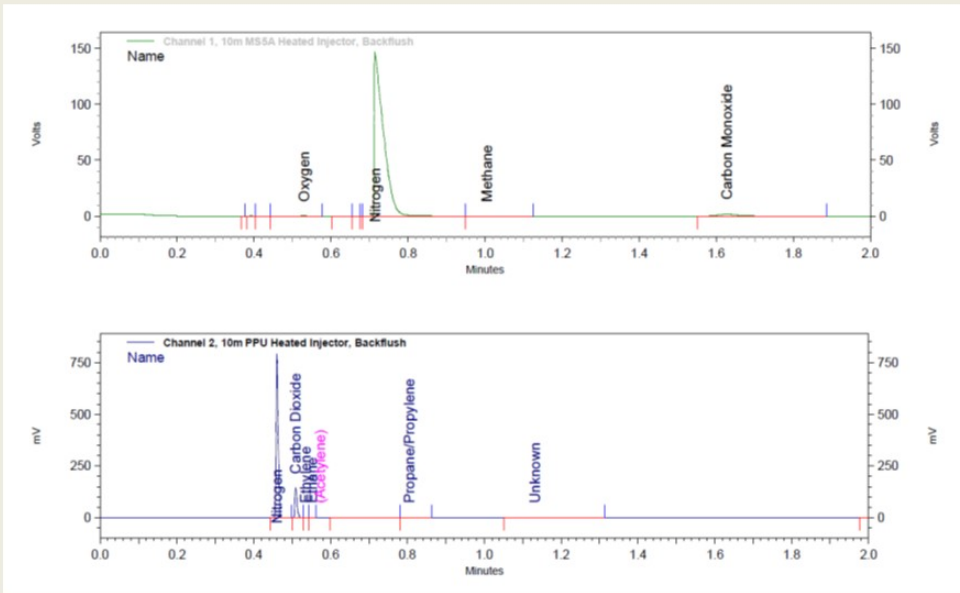 Channel 1, 10m MS5A Heated Injector, Backflush
Name
150
100
50
0
Volts
Oxygen
Nitrogen
Methane
Carbon Monoxide
150
100
50
0
Volts
0.0 0.2 0.4 0.6 0.8 1.0 1.2 1.4 1.6 1.8 2.0
Minutes
Channel 2, 10m PPU Heated Injector, Backflush
Name
750
500
250
0
mV
Nitrogen
Carbon Dioxide
Ethylene
Ethane
(Acetylene)
Propane/Propylene
Unknown
750
500
250
0
mV
0.0 0.2 0.4 0.6 0.8 1.0 1.2 1.4 1.6 1.8 2.0
Minutes